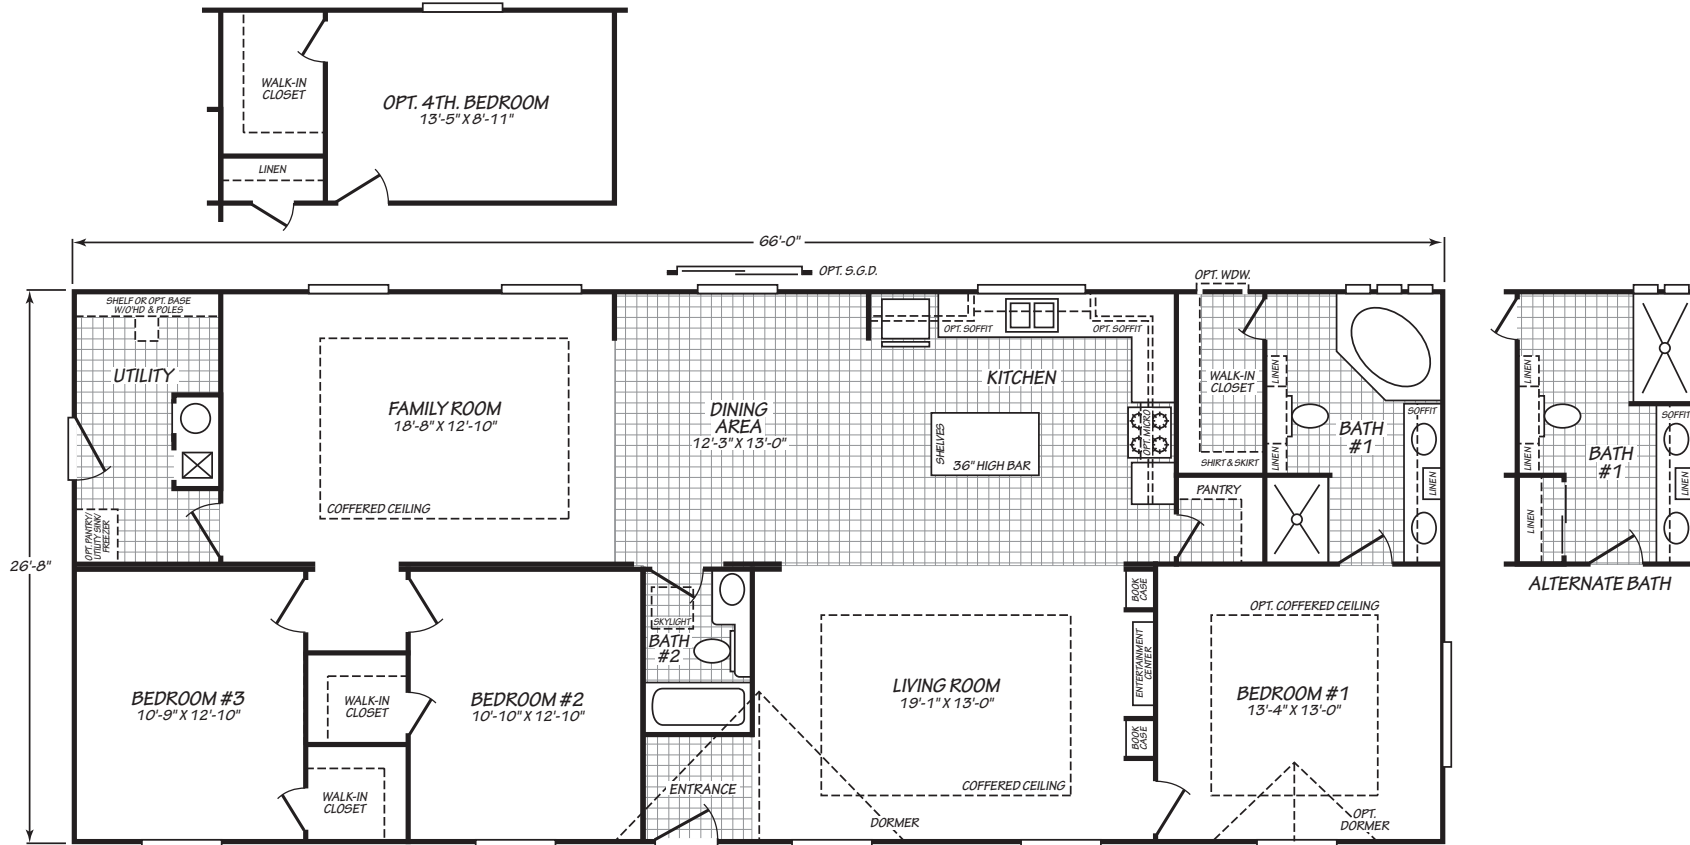 WALK-IN
CLOSET
OPT. 4TH. BEDROOM
13'-5" X 8'-11"
LINEN
66'-0"
OPT. S.G.D.
OPT. WDW.
SHELF OR OPT. BASE
W/O'HD & POLES
UTILITY
OPT. PANTRY/
UTILITY SINK/
FREEZER
FAMILY ROOM
18'-8" X 12'-10"
COFFERED CEILING
DINING
AREA
12'-3" X 13'-0"
OPT. SOFFIT
OPT. SOFFIT
KITCHEN
SHELVES
36" HIGH BAR
OPT. MICRO
WALK-IN
CLOSET
SHIRT & SKIRT
PANTRY
LINEN
LINEN
BATH
#1
SOFFIT
LINEN
LINEN
LINEN
LINEN
BATH
#1
SOFFIT
LINEN
ALTERNATE BATH
26'-8"
BEDROOM #3
10'-9" X 12'-10"
WALK-IN
CLOSET
WALK-IN
CLOSET
BEDROOM #2
10'-10" X 12'-10"
SKYLIGHT
BATH
#2
ENTRANCE
LIVING ROOM
19'-1" X 13'-0"
COFFERED CEILING
DORMER
BOOK
CASE
ENTERTAINMENT
CENTER
BOOK
CASE
OPT. COFFERED CEILING
BEDROOM #1
13'-4" X 13'-0"
OPT.
DORMER